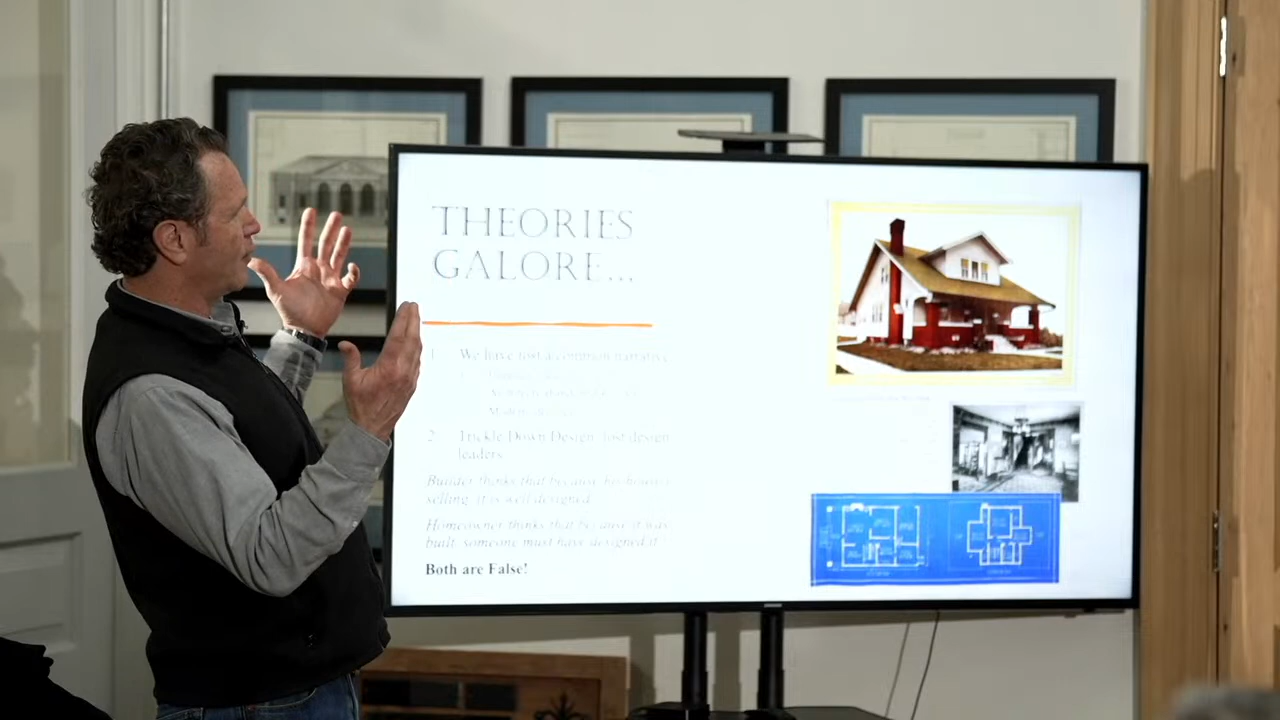 THEORIES
GALORE...
1 We have lost a common narrative
2 Trickle Down Design, lost design
leaders
Builder thinks that because his house
selling, it is well designed
Homeowner thinks that because it was
built, someone must have designed it
Both are False!